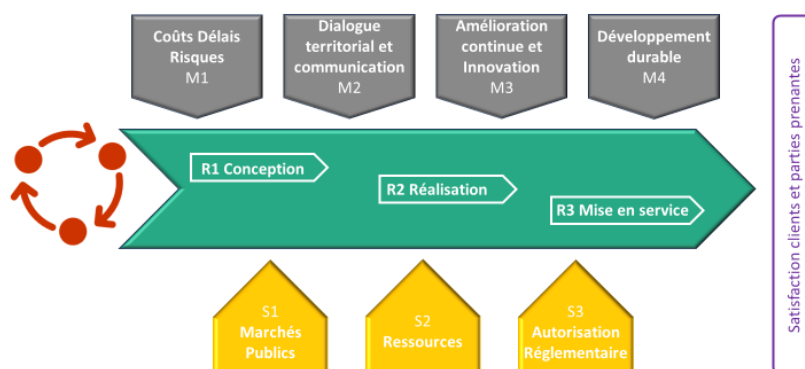 Coûts Délais
Risques
M1
Dialogue
territorial et
communication
M2
Amélioration
continue et
Innovation
M3
Développement
durable
M4
R1 Conception
R2 Réalisation
R3 Mise en service
S1
Marchés
Publics
S2
Ressources
S3
Autorisation
Réglementaire
Satisfaction clients et parties prenantes